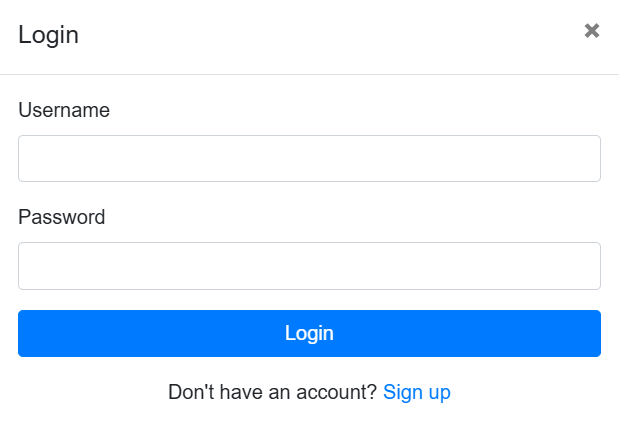 Login
Username
Password
Login
Don't have an account? Sign up